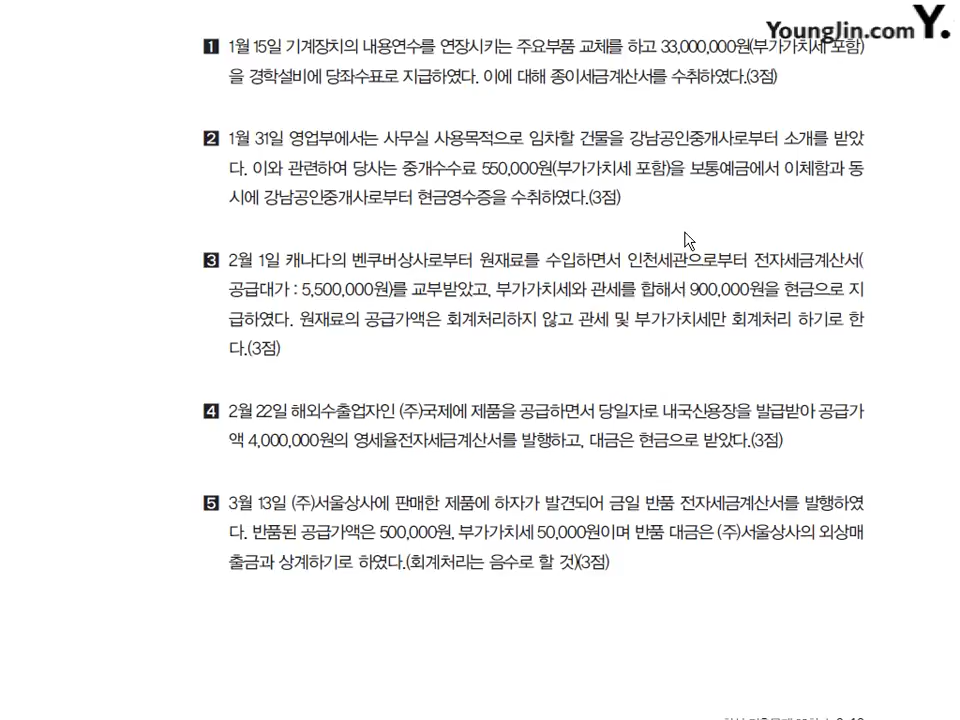 YoungJin.com Y.
1 1월 15일 기계장치의 내용연수를 연장시키는 주요부품 교체를 하고 33,000,000원(부가가치세 포함)
을 경학설비에 당좌수표로 지급하였다. 이에 대해 종이세금계산서를 수취하였다.(3점)
2 1월 31일 영업부에서는 사무실 사용목적으로 임차할 건물을 강남공인중개사로부터 소개를 받았
다. 이와 관련하여 당사는 중개수수료 550,000원(부가가치세 포함)을 보통예금에서 이체함과 동
시에 강남공인중개사로부터 현금영수증을 수취하였다.(3점)
3 2월 1일 캐나다의 벤쿠버상사로부터 원재료를 수입하면서 인천세관으로부터 전자세금계산서(
공급대가 : 5,500,000원)를 교부받았고, 부가가치세와 관세를 합해서 900,000원을 현금으로 지
급하였다. 원재료의 공급가액은 회계처리하지 않고 관세 및 부가가치세만 회계처리 하기로 한
다.(3점)
4 2월 22일 해외수출업자인 (주)국제에 제품을 공급하면서 당일자로 내국신용장을 발급받아 공급가
액 4,000,000원의 영세율전자세금계산서를 발행하고, 대금은 현금으로 받았다.(3점)
5 3월 13일 (주)서울상사에 판매한 제품에 하자가 발견되어 금일 반품 전자세금계산서를 발행하였
다. 반품된 공급가액은 500,000원, 부가가치세 50,000원이며 반품 대금은 (주)서울상사의 외상매
출금과 상계하기로 하였다.(회계처리는 음수로 할 것)(3점)